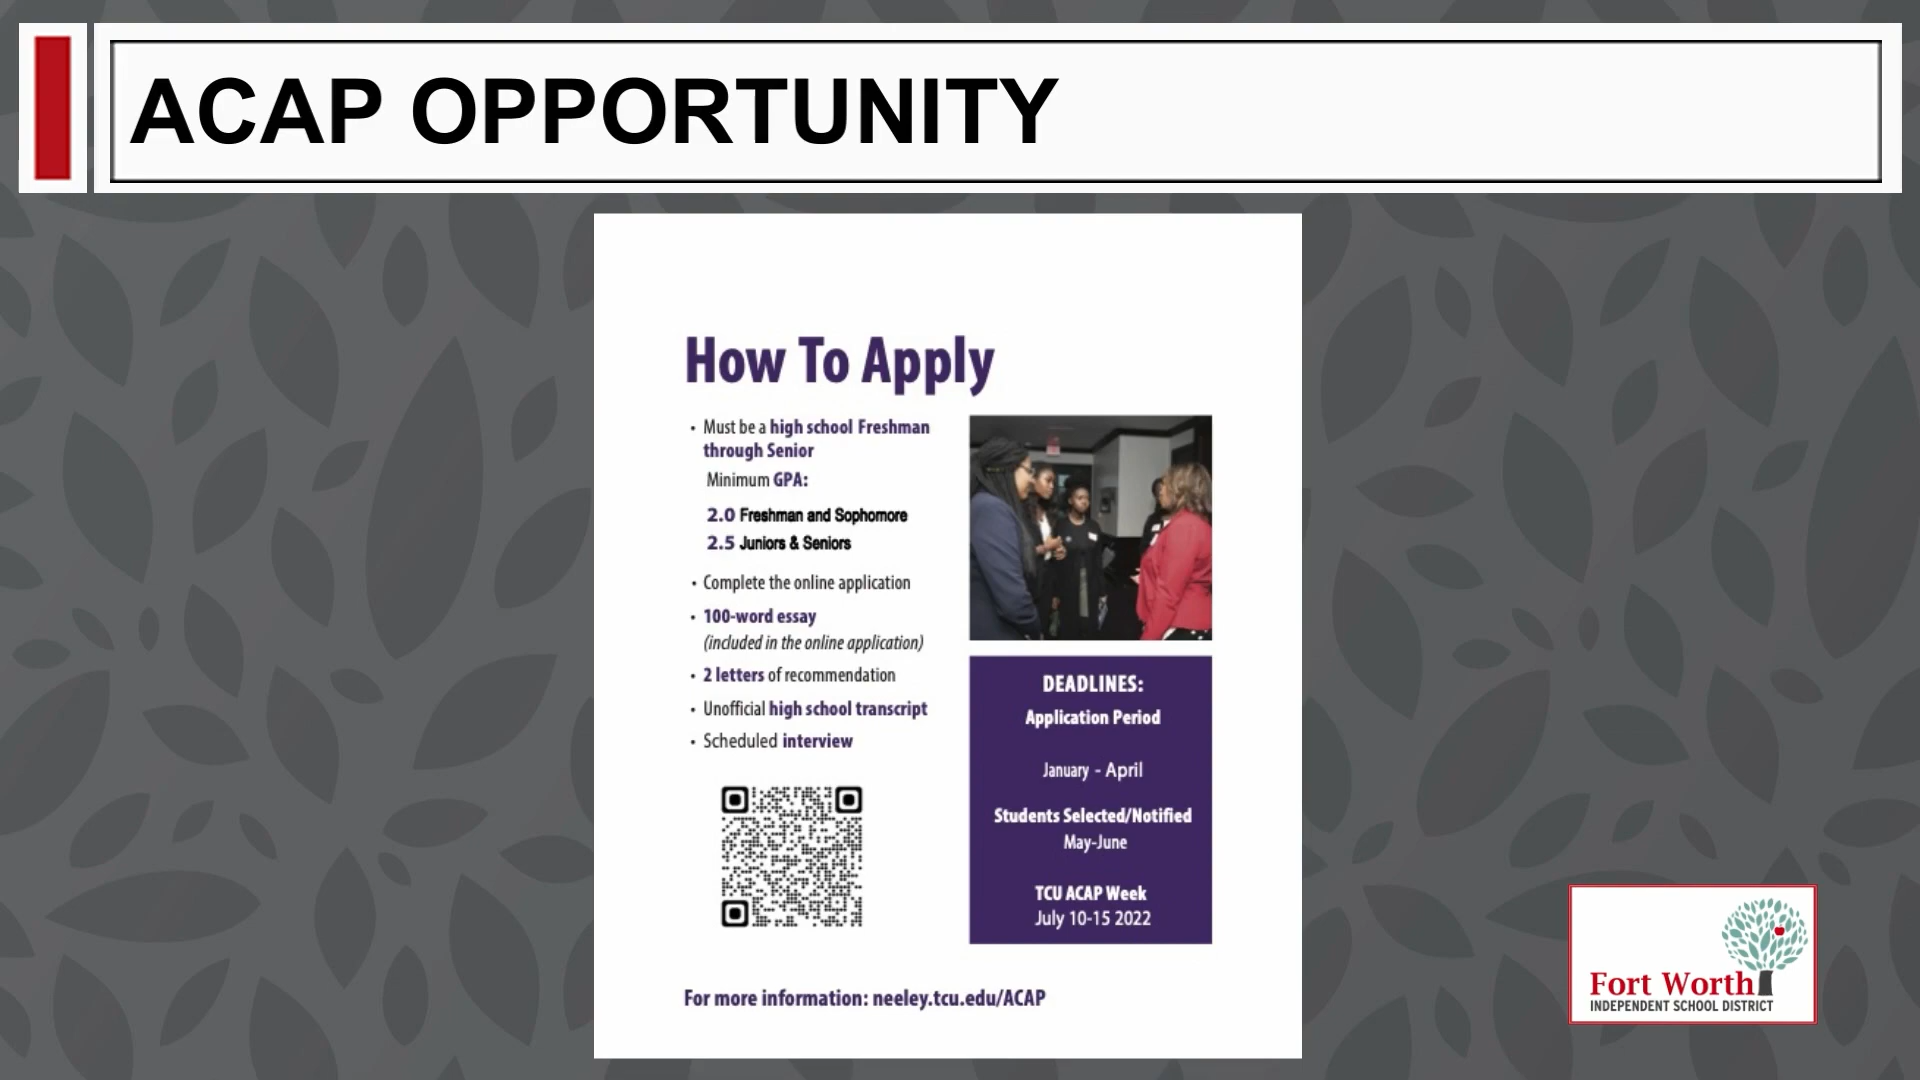 ACAP OPPORTUNITY
How To Apply
• Must be a high school Freshman
through Senior
Minimum GPA:
2.0 Freshman and Sophomore
2.5 Juniors & Seniors
• Complete the online application
• 100-word essay
(included in the online application)
• 2 letters of recommendation
• Unofficial high school transcript
• Scheduled interview
DEADLINES:
Application Period
January - April
Students Selected/Notified
May-June
TCU ACAP Week
July 10-15 2022
For more information: neeley.tcu.edu/ACAP
Fort Worth
INDEPENDENT SCHOOL DISTRICT